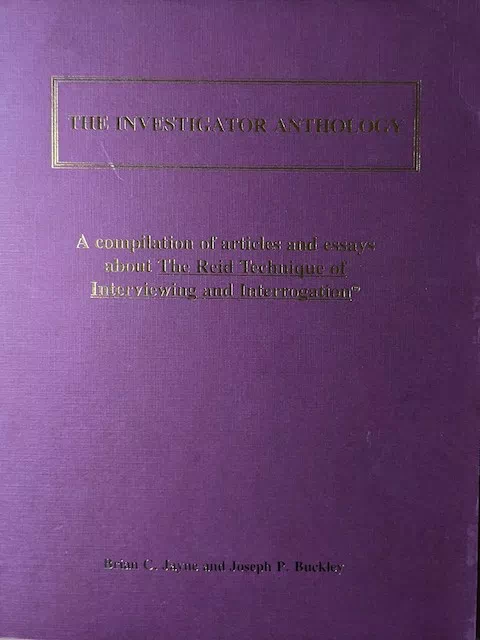 THE INVESTIGATOR ANTHOLOGY
A compilation of articles and essays
about The Reid Technique of
Interviewing and Interrogation®
Brian C. Jayne and Joseph P. Buckley